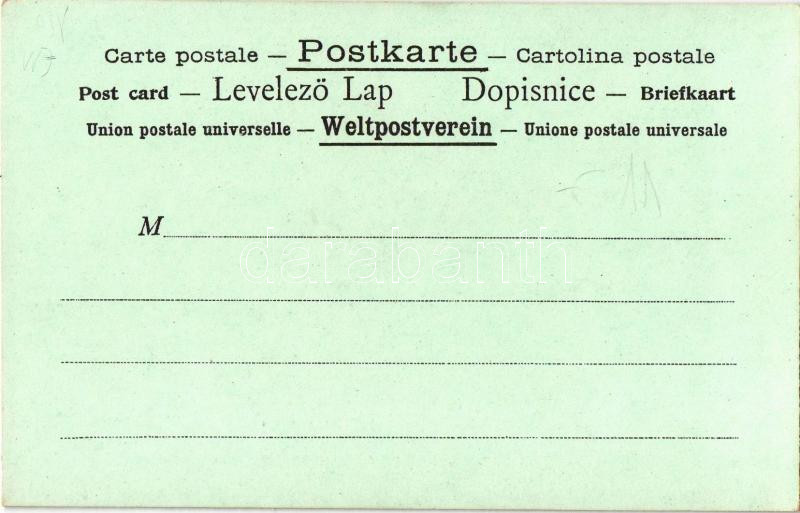 Carte postale — Postkarte — Cartolina postale
Post card — Levelezö Lap Dopisnice — Briefkaart
Union postale universelle — Weltpostverein — Unione postale universale
M
darabanth